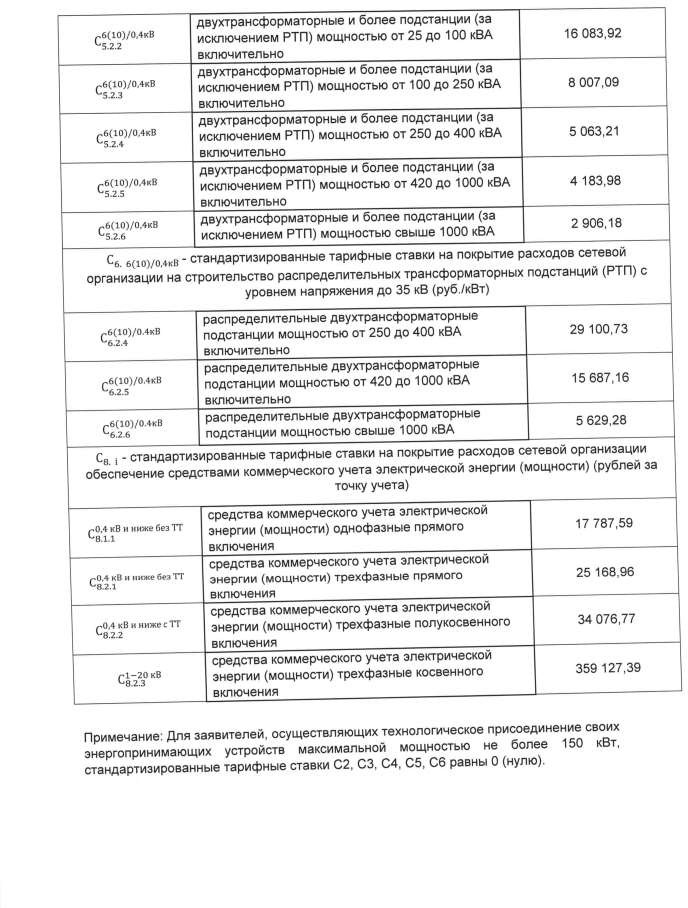 C 6(10)/0,4кВ 5.2.2
двухтрансформаторные и более подстанции (за
исключением РТП) мощностью от 25 до 100 кВА
включительно
16 083,92
C 6(10)/0,4кВ 5.2.3
двухтрансформаторные и более подстанции (за
исключением РТП) мощностью от 100 до 250 кВА
включительно
8 007,09
C 6(10)/0,4кВ 5.2.4
двухтрансформаторные и более подстанции (за
исключением РТП) мощностью от 250 до 400 кВА
включительно
5 063,21
C 6(10)/0,4кВ 5.2.5
двухтрансформаторные и более подстанции (за
исключением РТП) мощностью от 420 до 1000 кВА
включительно
4 183,98
C 6(10)/0,4кВ 5.2.6
двухтрансформаторные и более подстанции (за
исключением РТП) мощностью свыше 1000 кВА
2 906,18
C6. 6(10)/0,4кВ - стандартизированные тарифные ставки на покрытие расходов сетевой
организации на строительство распределительных трансформаторных подстанций (РТП) с
уровнем напряжения до 35 кВ (руб./кВт)
C 6(10)/0.4кВ 6.2.4
распределительные двухтрансформаторные
подстанции мощностью от 250 до 400 кВА
включительно
29 100,73
C 6(10)/0.4кВ 6.2.5
распределительные двухтрансформаторные
подстанции мощностью от 420 до 1000 кВА
включительно
15 687,16
C 6(10)/0.4кВ 6.2.6
распределительные двухтрансформаторные
подстанции мощностью свыше 1000 кВА
5 629,28
C8. i - стандартизированные тарифные ставки на покрытие расходов сетевой организации
обеспечение средствами коммерческого учета электрической энергии (мощности) (рублей за
точку учета)
C 0,4 кВ и ниже без ТТ 8.1.1
средства коммерческого учета электрической
энергии (мощности) однофазные прямого
включения
17 787,59
C 0,4 кВ и ниже без ТТ 8.2.1
средства коммерческого учета электрической
энергии (мощности) трехфазные прямого
включения
25 168,96
C 0,4 кВ и ниже с ТТ 8.2.2
средства коммерческого учета электрической
энергии (мощности) трехфазные полукосвенного
включения
34 076,77
C 1−20 кВ 8.2.3
средства коммерческого учета электрической
энергии (мощности) трехфазные косвенного
включения
359 127,39
Примечание: Для заявителей, осуществляющих технологическое присоединение своих
энергопринимающих устройств максимальной мощностью не более 150 кВт,
стандартизированные тарифные ставки С2, С3, С4, С5, С6 равны 0 (нулю).